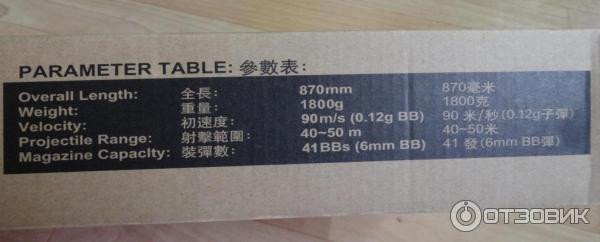 PARAMETER TABLE: 參數表:
Overall Length: 全長: 870mm 870毫米
Weight: 重量: 1800g 1800克
Velocity: 初速度: 90m/s (0.12g BB) 90 米/秒(0.12g子彈)
Projectile Range: 射擊範圍: 40~50 m 40~50米
Magazine Capacity: 裝彈數: 41BBs (6mm BB) 41 發(6mm BB彈)
ОТЗОВИК